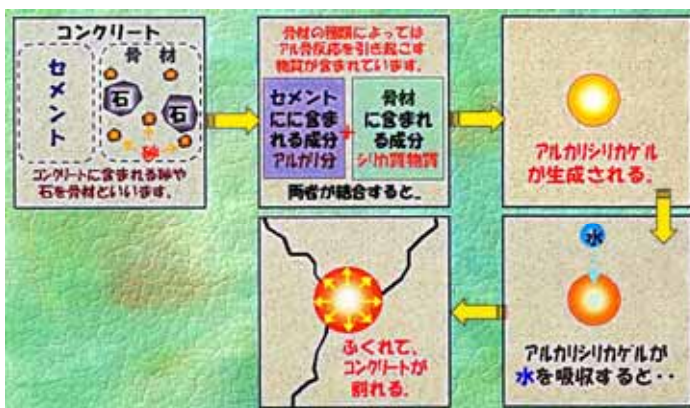 コンクリート
セメント
骨材
石
石
砂
コンクリートに含まれる砂や
石を骨材といいます。
骨材の種類によっては
アル骨反応を引き起こす
物質が含まれています。
セメント
にに含ま
れる成分
アルカリ分
+
骨材
に含まれ
る成分
シリカ質物質
両者が結合すると、
アルカリシリカゲル
が生成される。
水
アルカリシリカゲルが
水を吸収すると・・
ふくれて、
コンクリートが
割れる。